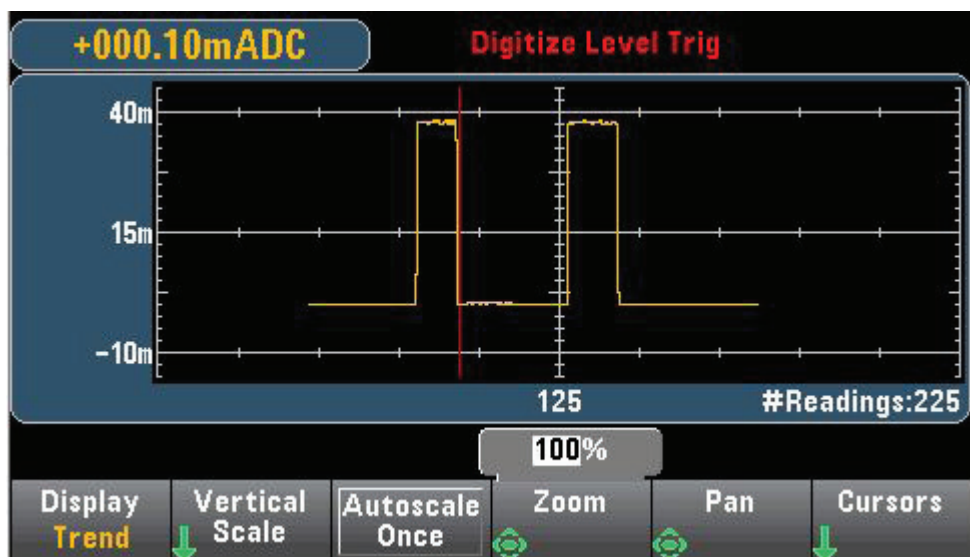 +000.10mADC
Digitize Level Trig
40m
15m
-10m
125
#Readings:225
100%
Display
Trend
Vertical
Scale
Autoscale
Once
Zoom
Pan
Cursors